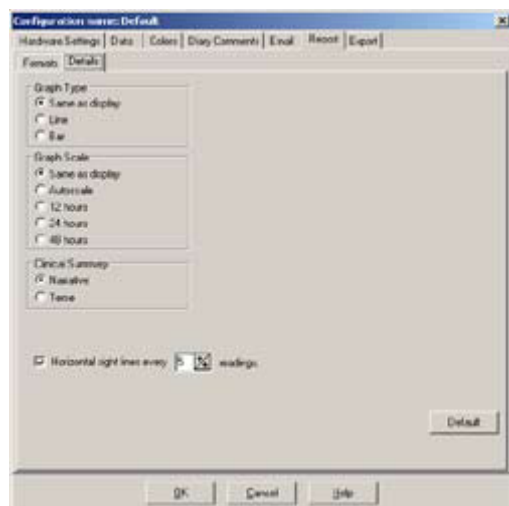 Configuration name: Default
Hardware Settings Data Colors Diary Comments Email Report Export
Formats Details
Graph Type
Same as display
Line
Bar
Graph Scale
Same as display
Autoscale
12 hours
24 hours
48 hours
Clinical Summary
Narrative
Terse
Horizontal sight lines every 5 readings
Default
OK Cancel Help